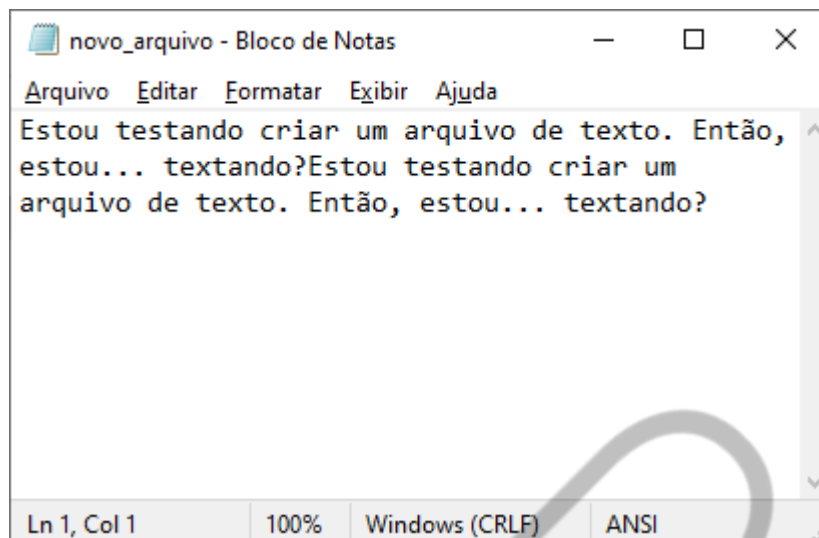 novo_arquivo - Bloco de Notas
Arquivo Editar Formatar Exibir Ajuda
Estou testando criar um arquivo de texto. Então,
estou... textando?Estou testando criar um
arquivo de texto. Então, estou... textando?
Ln 1, Col 1 100% Windows (CRLF) ANSI